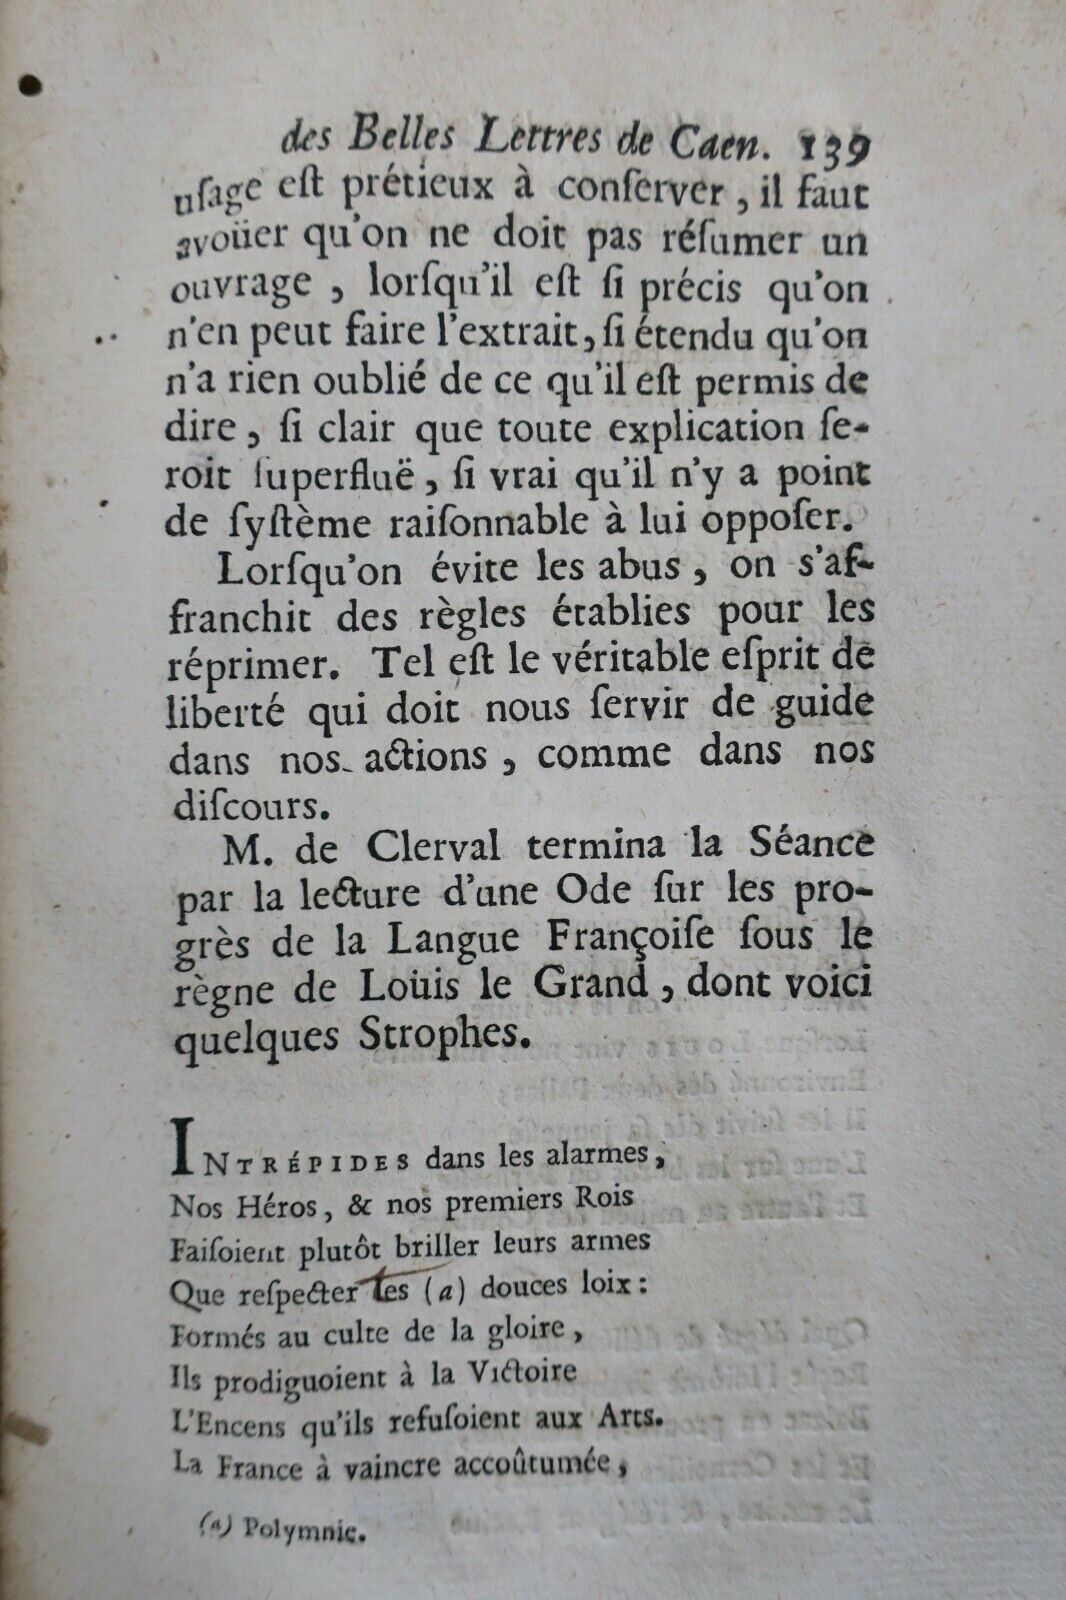 des Belles Lettres de Caen. 139
uſage eſt prétieux à conſerver, il faut
avoüer qu'on ne doit pas réſumer un
ouvrage, lorſqu'il eſt ſi précis qu'on
n'en peut faire l'extrait, ſi étendu qu'on
n'a rien oublié de ce qu'il eſt permis de
dire, ſi clair que toute explication ſe-
roit ſuperfluë, ſi vrai qu'il n'y a point
de ſyſtème raiſonnable à lui oppoſer.
Lorſqu'on évite les abus, on s'af-
franchit des règles établies pour les
réprimer. Tel eſt le véritable eſprit de
liberté qui doit nous ſervir de guide
dans nos actions, comme dans nos
diſcours.
M. de Clerval termina la Séance
par la lecture d'une Ode ſur les pro-
grès de la Langue Françoiſe ſous le
règne de Loüis le Grand, dont voici
quelques Strophes.
INTRÉPIDES dans les alarmes,
Nos Héros, & nos premiers Rois
Faiſoient plutôt briller leurs armes
Que reſpecter tes (a) douces loix :
Formés au culte de la gloire,
Ils prodiguoient à la Victoire
L'Encens qu'ils refuſoient aux Arts.
La France à vaincre accoûtumée,
(a) Polymnie.